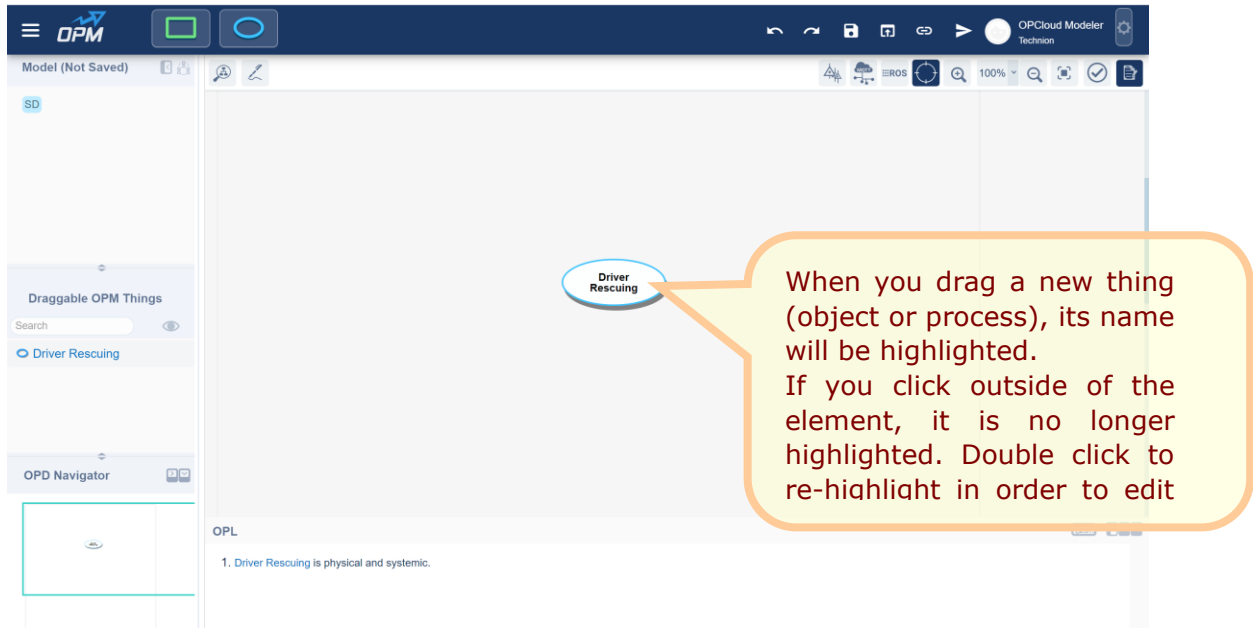 OPM
OPCloud Modeler
Technion
Model (Not Saved)
ROS
100%
SD
Driver
Rescuing
When you drag a new thing
(object or process), its name
will be highlighted.
If you click outside of the
element, it is no longer
highlighted. Double click to
re-highlight in order to edit
Draggable OPM Things
Search
Driver Rescuing
OPD Navigator
OPL
1. Driver Rescuing is physical and systemic.